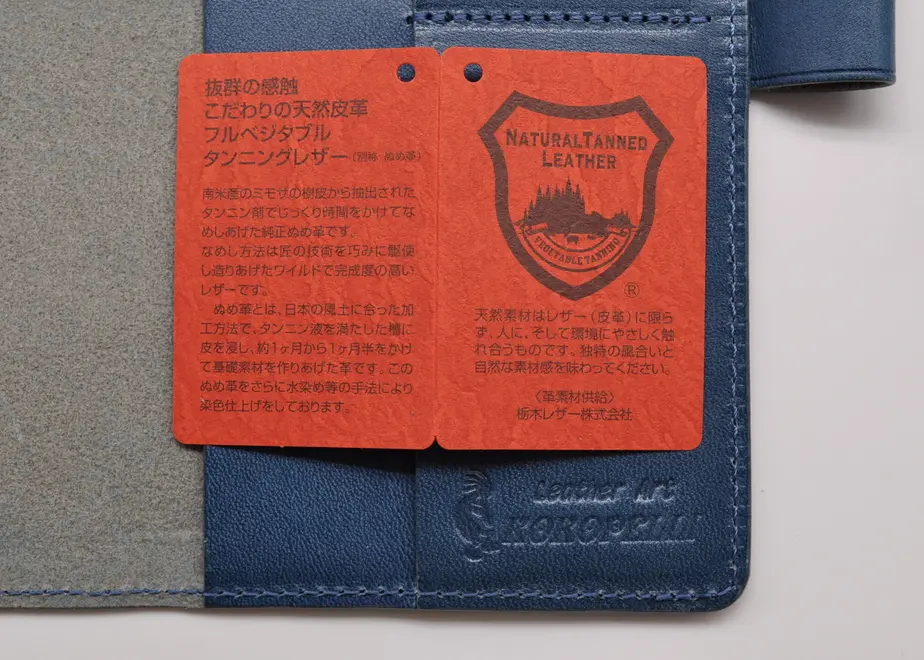 抜群の感触
こだわりの天然皮革
フルベジタブル
タンニングレザー(別称 ぬめ革)
南米産のミモザの樹皮から抽出された
タンニン剤でじっくり時間をかけてな
めしあげた純正ぬめ革です。
なめし方法は匠の技術を巧みに駆使
し造りあげたワイルドで完成度の高い
レザーです。
ぬめ革とは、日本の風土に合った加
工方法で、タンニン液を満たした槽に
皮を浸し、約1ヶ月から1ヶ月半をかけ
て基礎素材を作りあげた革です。この
ぬめ革をさらに水染め等の手法により
染色仕上げをしております。
NATURALTANNED
LEATHER
VEGETABLE TANNING
®
天然素材はレザー(皮革)に限ら
ず、人に、そして環境にやさしく触
れ合うものです。独特の風合いと
自然な素材感を味わってください。
〈革素材供給〉
栃木レザー株式会社
Leather Art
KOKOPELLI